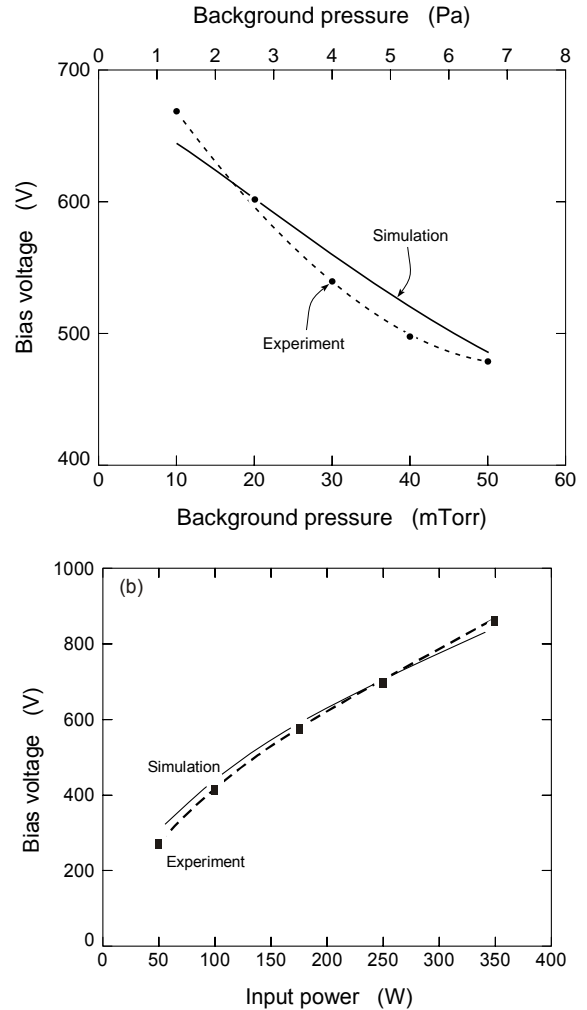 Background pressure (Pa)
0 1 2 3 4 5 6 7 8
700
600
500
400
Bias voltage (V)
Simulation
Experiment
0 10 20 30 40 50 60
Background pressure (mTorr)
(b)
1000
800
600
400
200
0
Bias voltage (V)
Simulation
Experiment
0 50 100 150 200 250 300 350 400
Input power (W)